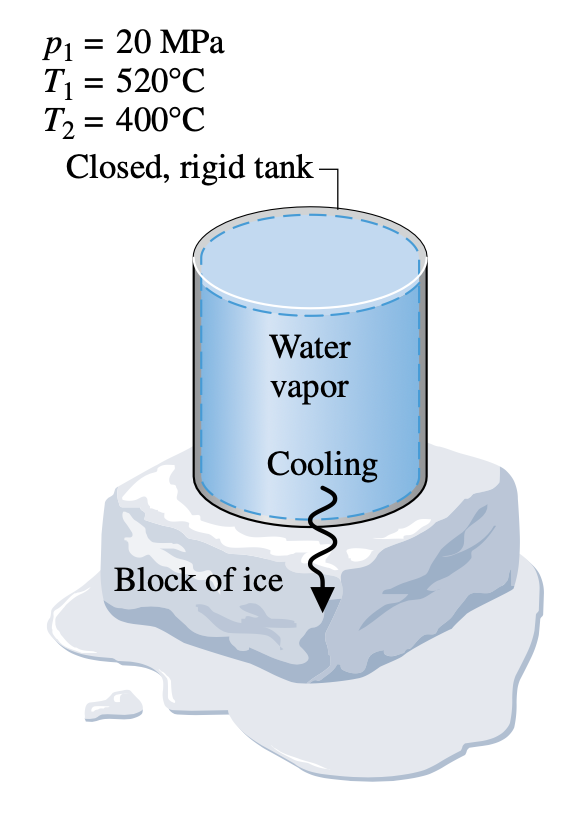 p₁ = 20 MPa
T₁ = 520°C
T₂ = 400°C
Closed, rigid tank
Water
vapor
Cooling
Block of ice